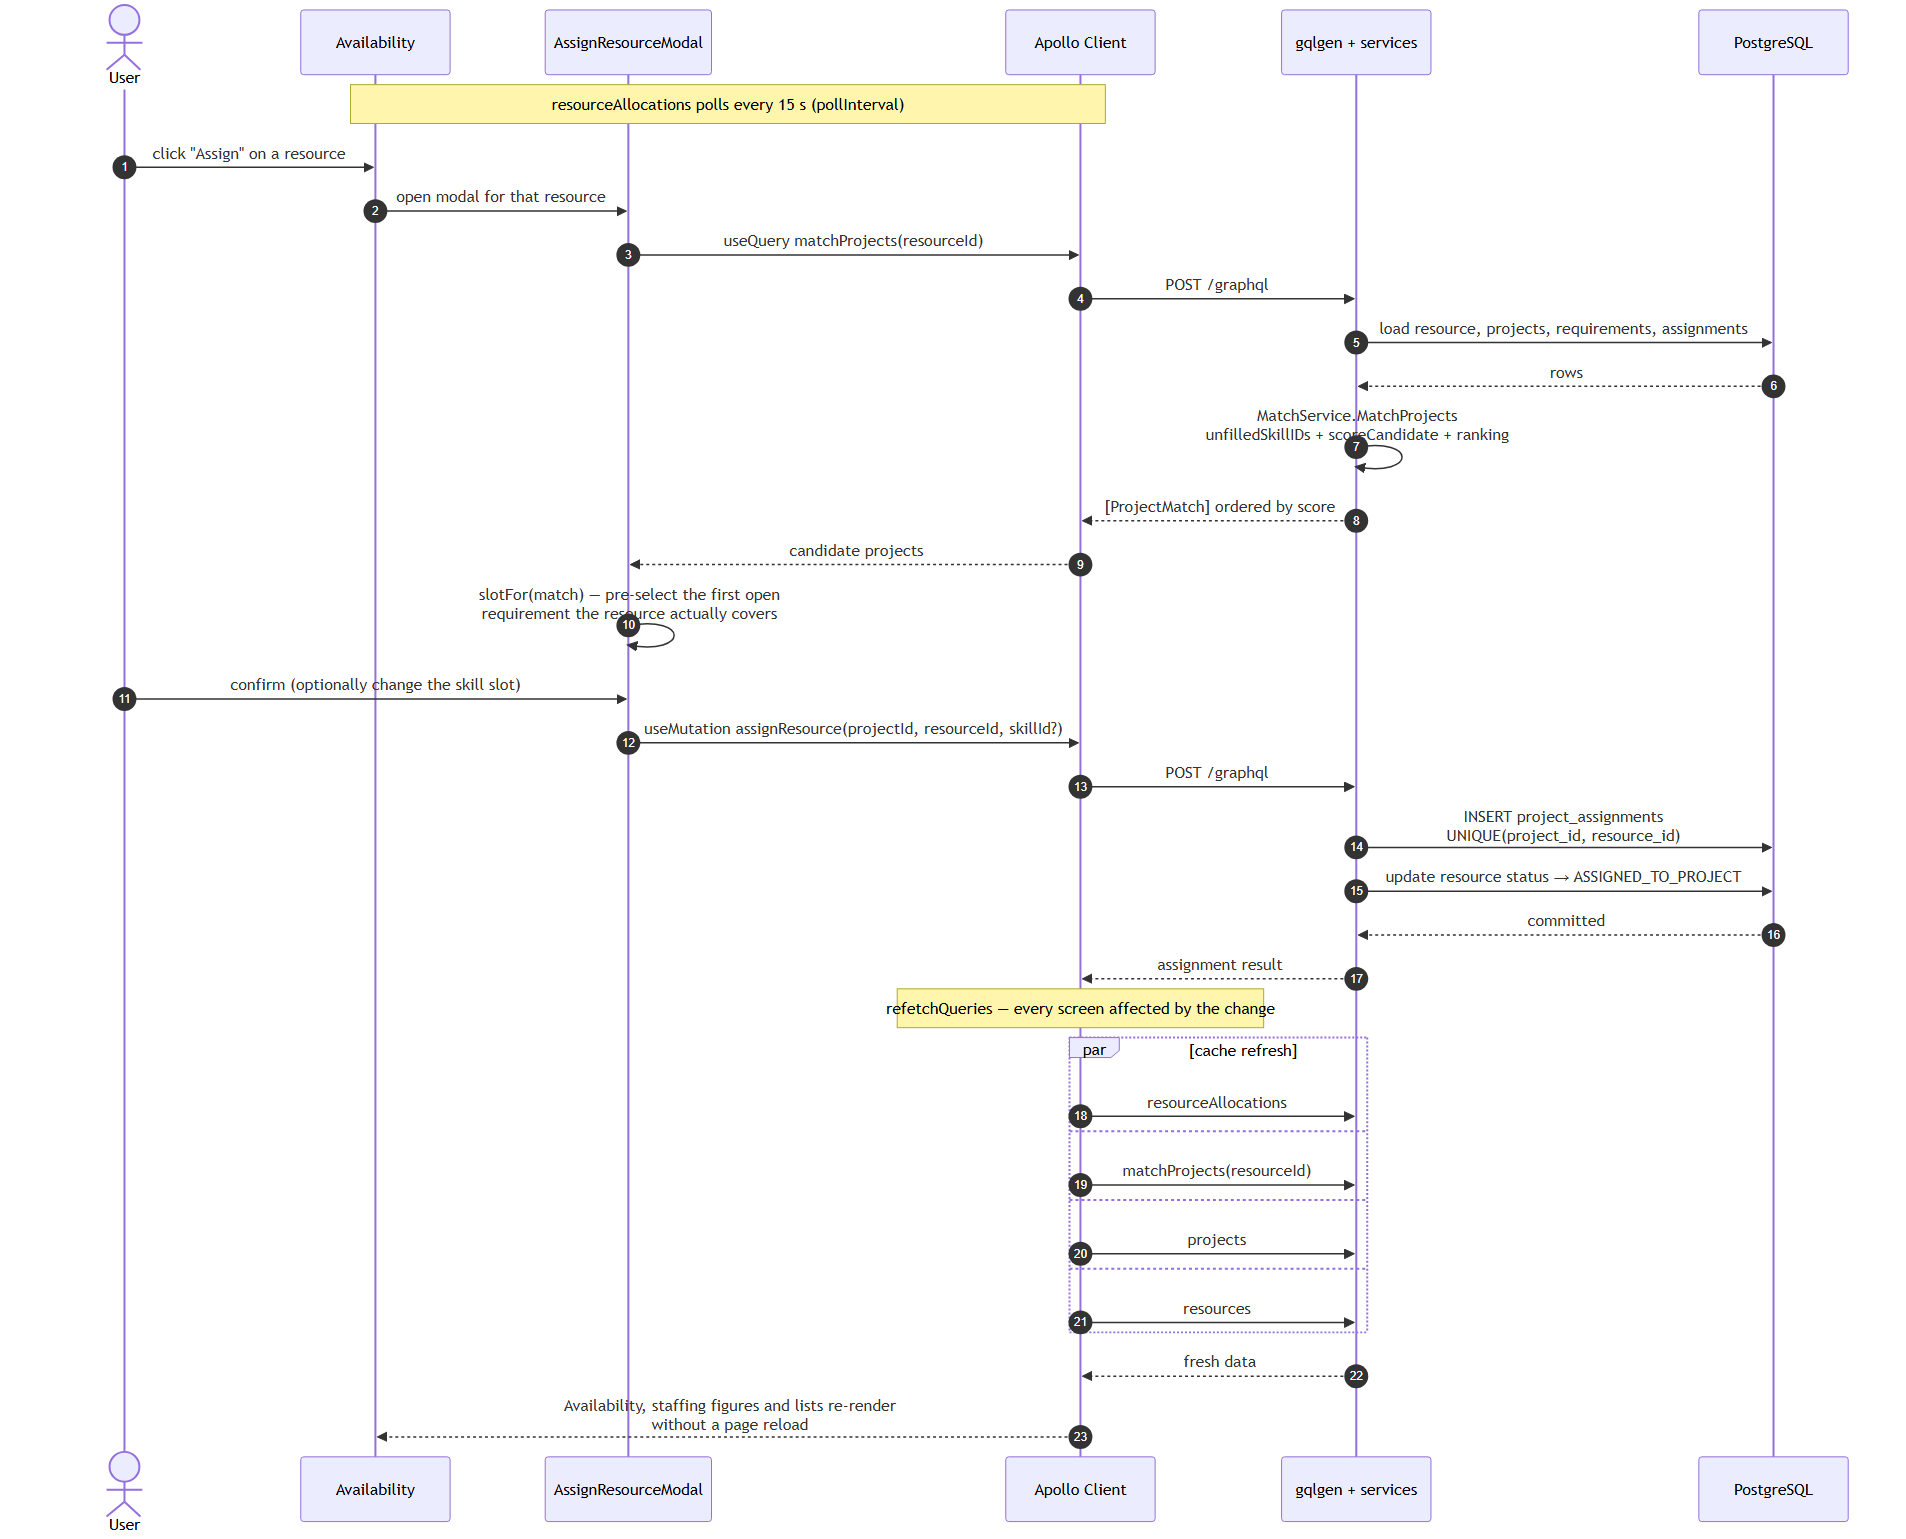 Availability
AssignResourceModal
Apollo Client
gqlgen + services
PostgreSQL
User
resourceAllocations polls every 15 s (pollInterval)
1
click "Assign" on a resource
2
open modal for that resource
3
useQuery matchProjects(resourceId)
4
POST /graphql
5
load resource, projects, requirements, assignments
rows
6
MatchService.MatchProjects
unfilledSkillIDs + scoreCandidate + ranking
7
[ProjectMatch] ordered by score
8
candidate projects
9
slotFor(match) — pre-select the first open
requirement the resource actually covers
10
11
confirm (optionally change the skill slot)
12
useMutation assignResource(projectId, resourceId, skillId?)
13
POST /graphql
INSERT project_assignments
UNIQUE(project_id, resource_id)
14
15
update resource status → ASSIGNED_TO_PROJECT
committed
16
assignment result
17
refetchQueries — every screen affected by the change
par
[cache refresh]
18
resourceAllocations
19
matchProjects(resourceId)
20
projects
21
resources
fresh data
22
Availability, staffing figures and lists re-render
without a page reload
23
Availability
AssignResourceModal
Apollo Client
gqlgen + services
PostgreSQL
User